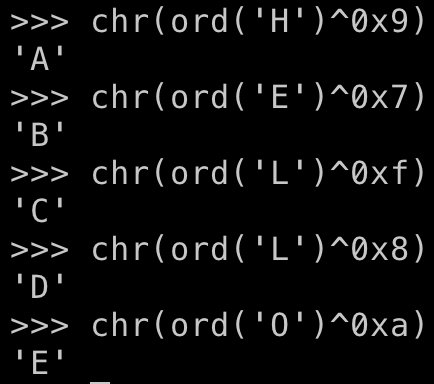 >>> chr(ord('H')^0x9)
'A'
>>> chr(ord('E')^0x7)
'B'
>>> chr(ord('L')^0xf)
'C'
>>> chr(ord('L')^0x8)
'D'
>>> chr(ord('O')^0xa)
'E'